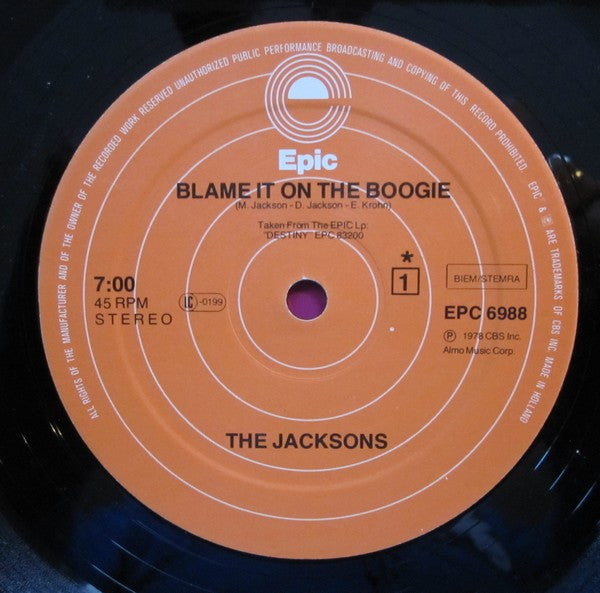 ALL RIGHTS OF THE MANUFACTURER AND OF THE OWNER OF THE RECORDED WORK RESERVED UNAUTHORIZED PUBLIC PERFORMANCE BROADCASTING AND COPYING OF THIS RECORD PROHIBITED. EPIC & ℗ ARE TRADEMARKS OF CBS INC. MADE IN HOLLAND
Epic
BLAME IT ON THE BOOGIE
(M. Jackson - D. Jackson - E. Krohn)
Taken From The EPIC Lp:
"DESTINY" EPC 83200
7:00
45 RPM
STEREO
LC -0199
*
1
BIEM/STEMRA
EPC 6988
℗ 1978 CBS Inc.
Almo Music Corp.
THE JACKSONS